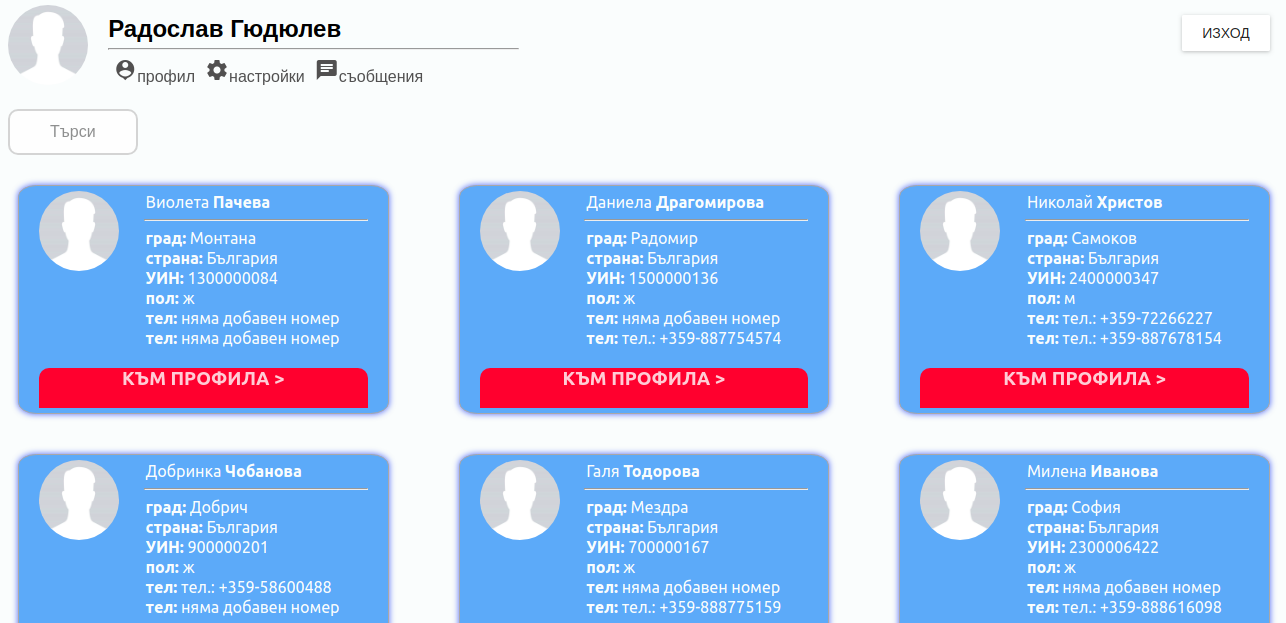 Радослав Гюдюлев
ИЗХОД
профил настройки съобщения
Търси
Виолета Пачева
град: Монтана
страна: България
УИН: 1300000084
пол: ж
тел: няма добавен номер
тел: няма добавен номер
КЪМ ПРОФИЛА >
Даниела Драгомирова
град: Радомир
страна: България
УИН: 1500000136
пол: ж
тел: няма добавен номер
тел: тел.: +359-887754574
КЪМ ПРОФИЛА >
Николай Христов
град: Самоков
страна: България
УИН: 2400000347
пол: м
тел: тел.: +359-72266227
тел: тел.: +359-887678154
КЪМ ПРОФИЛА >
Добринка Чобанова
град: Добрич
страна: България
УИН: 900000201
пол: ж
тел: тел.: +359-58600488
тел: няма добавен номер
Галя Тодорова
град: Мездра
страна: България
УИН: 700000167
пол: ж
тел: няма добавен номер
тел: тел.: +359-888775159
Милена Иванова
град: София
страна: България
УИН: 2300006422
пол: ж
тел: няма добавен номер
тел: тел.: +359-888616098